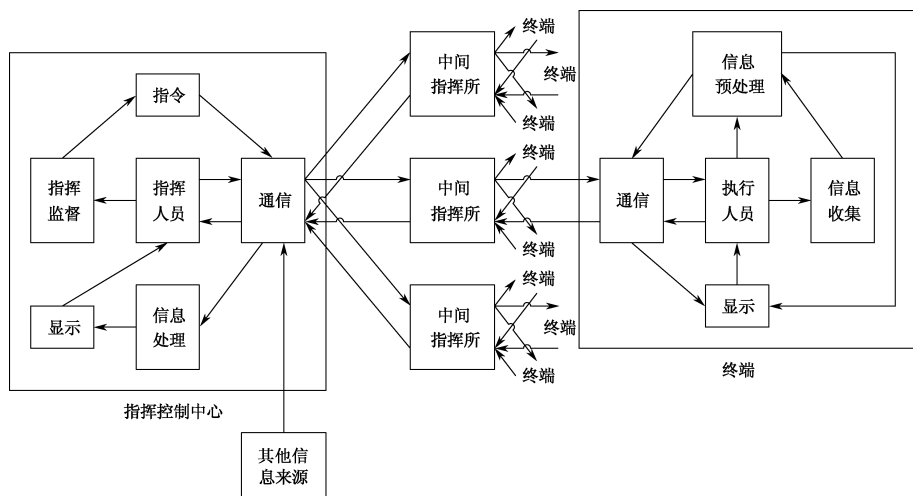 指令
指挥
监督
指挥
人员
通信
显示
信息
处理
指挥控制中心
其他信
息来源
终端
中间
指挥所
终端
终端
终端
中间
指挥所
终端
终端
中间
指挥所
终端
终端
信息
预处理
通信
执行
人员
信息
收集
显示
终端